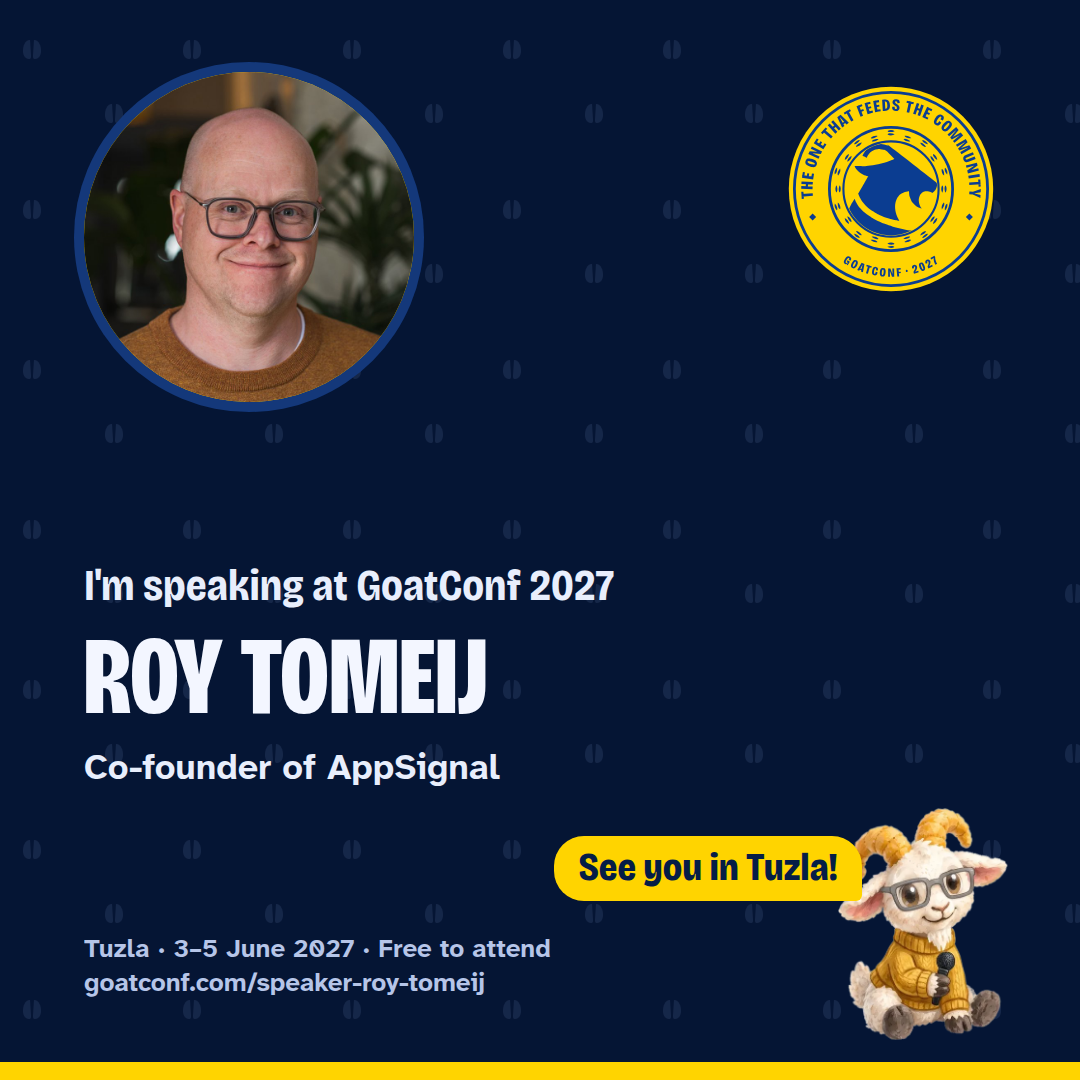 THE ONE THAT FEEDS THE COMMUNITY
GOATCONF · 2027
I'm speaking at GoatConf 2027
ROY TOMEIJ
Co-founder of AppSignal
See you in Tuzla!
Tuzla · 3–5 June 2027 · Free to attend
goatconf.com/speaker-roy-tomeij